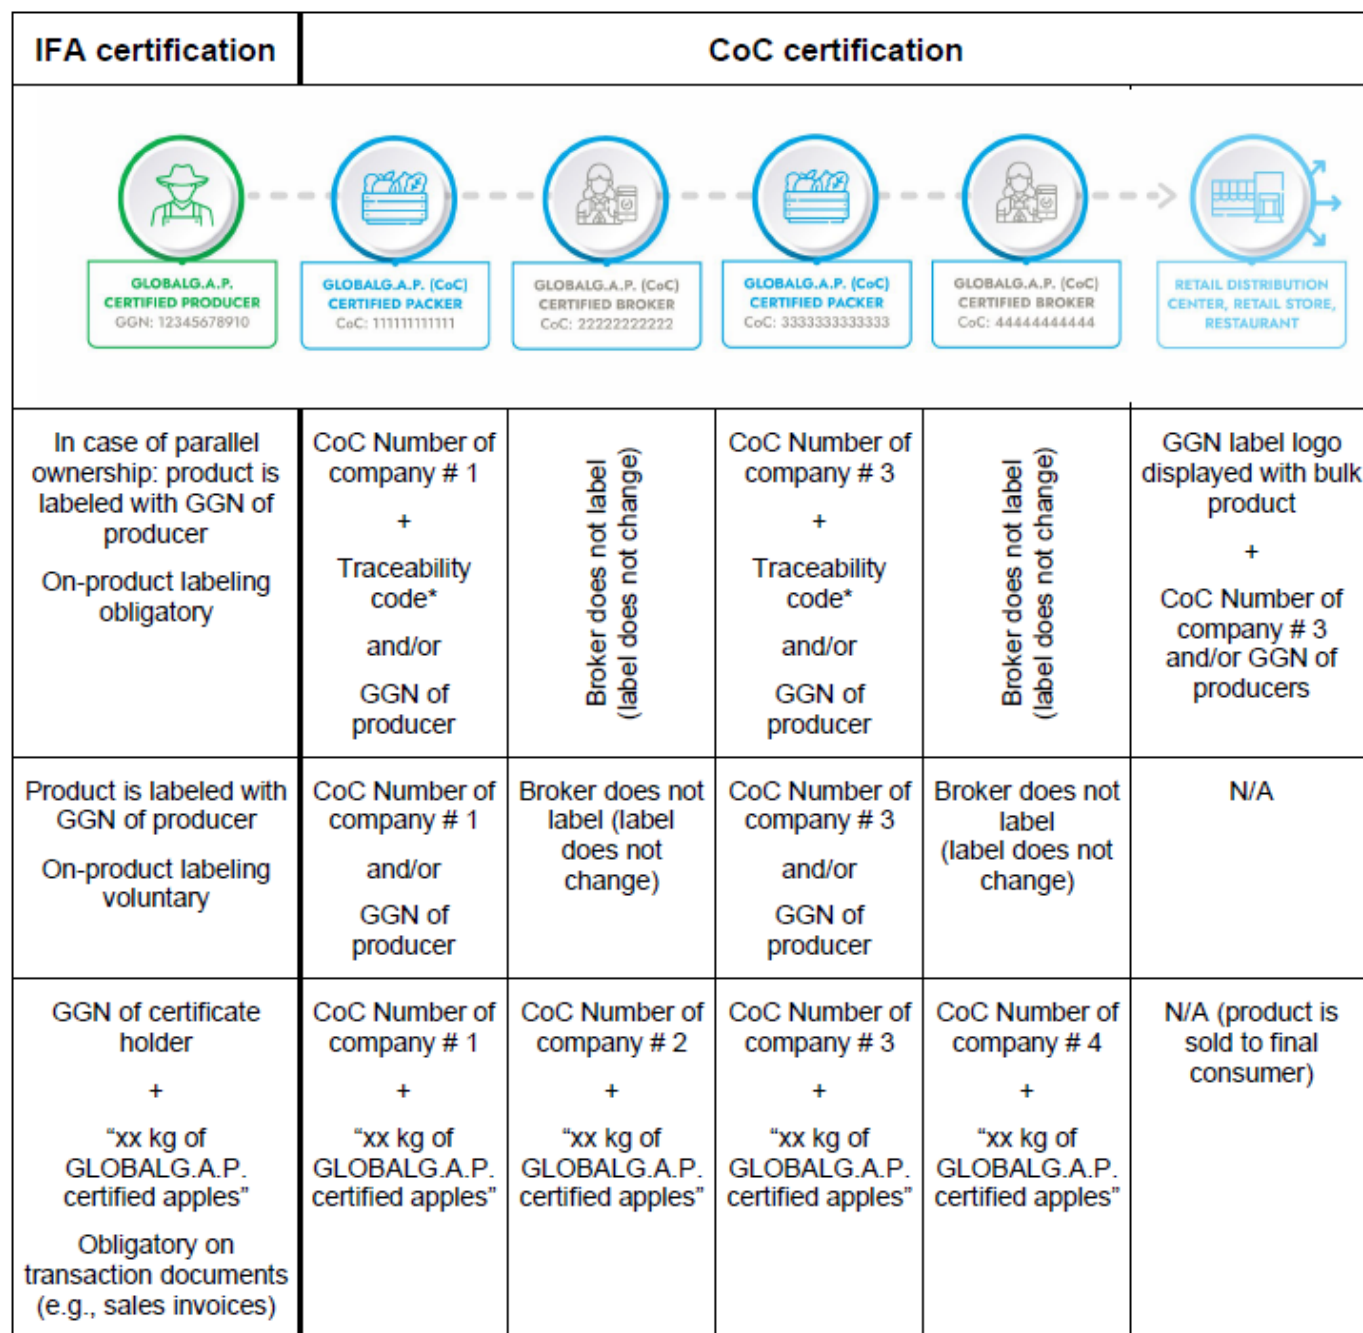 IFA certification
CoC certification
GLOBALG.A.P.
CERTIFIED PRODUCER
GGN: 12345678910
GLOBALG.A.P. (CoC)
CERTIFIED PACKER
CoC: 111111111111
GLOBALG.A.P. (CoC)
CERTIFIED BROKER
CoC: 22222222222
GLOBALG.A.P. (CoC)
CERTIFIED PACKER
CoC: 3333333333333
GLOBALG.A.P. (CoC)
CERTIFIED BROKER
CoC: 44444444444
RETAIL DISTRIBUTION
CENTER, RETAIL STORE,
RESTAURANT
In case of parallel
ownership: product is
labeled with GGN of
producer
On-product labeling
obligatory
CoC Number of
company # 1
+
Traceability
code*
and/or
GGN of
producer
Broker does not label
(label does not change)
CoC Number of
company # 3
+
Traceability
code*
and/or
GGN of
producer
Broker does not label
(label does not change)
GGN label logo
displayed with bulk
product
+
CoC Number of
company # 3
and/or GGN of
producers
Product is labeled with
GGN of producer
On-product labeling
voluntary
CoC Number of
company # 1
and/or
GGN of
producer
Broker does not
label (label
does not
change)
CoC Number of
company # 3
and/or
GGN of
producer
Broker does not
label
(label does not
change)
N/A
GGN of certificate
holder
+
“xx kg of
GLOBALG.A.P.
certified apples”
Obligatory on
transaction documents
(e.g., sales invoices)
CoC Number of
company # 1
+
“xx kg of
GLOBALG.A.P.
certified apples”
CoC Number of
company # 2
+
“xx kg of
GLOBALG.A.P.
certified apples”
CoC Number of
company # 3
+
“xx kg of
GLOBALG.A.P.
certified apples”
CoC Number of
company # 4
+
“xx kg of
GLOBALG.A.P.
certified apples”
N/A (product is
sold to final
consumer)